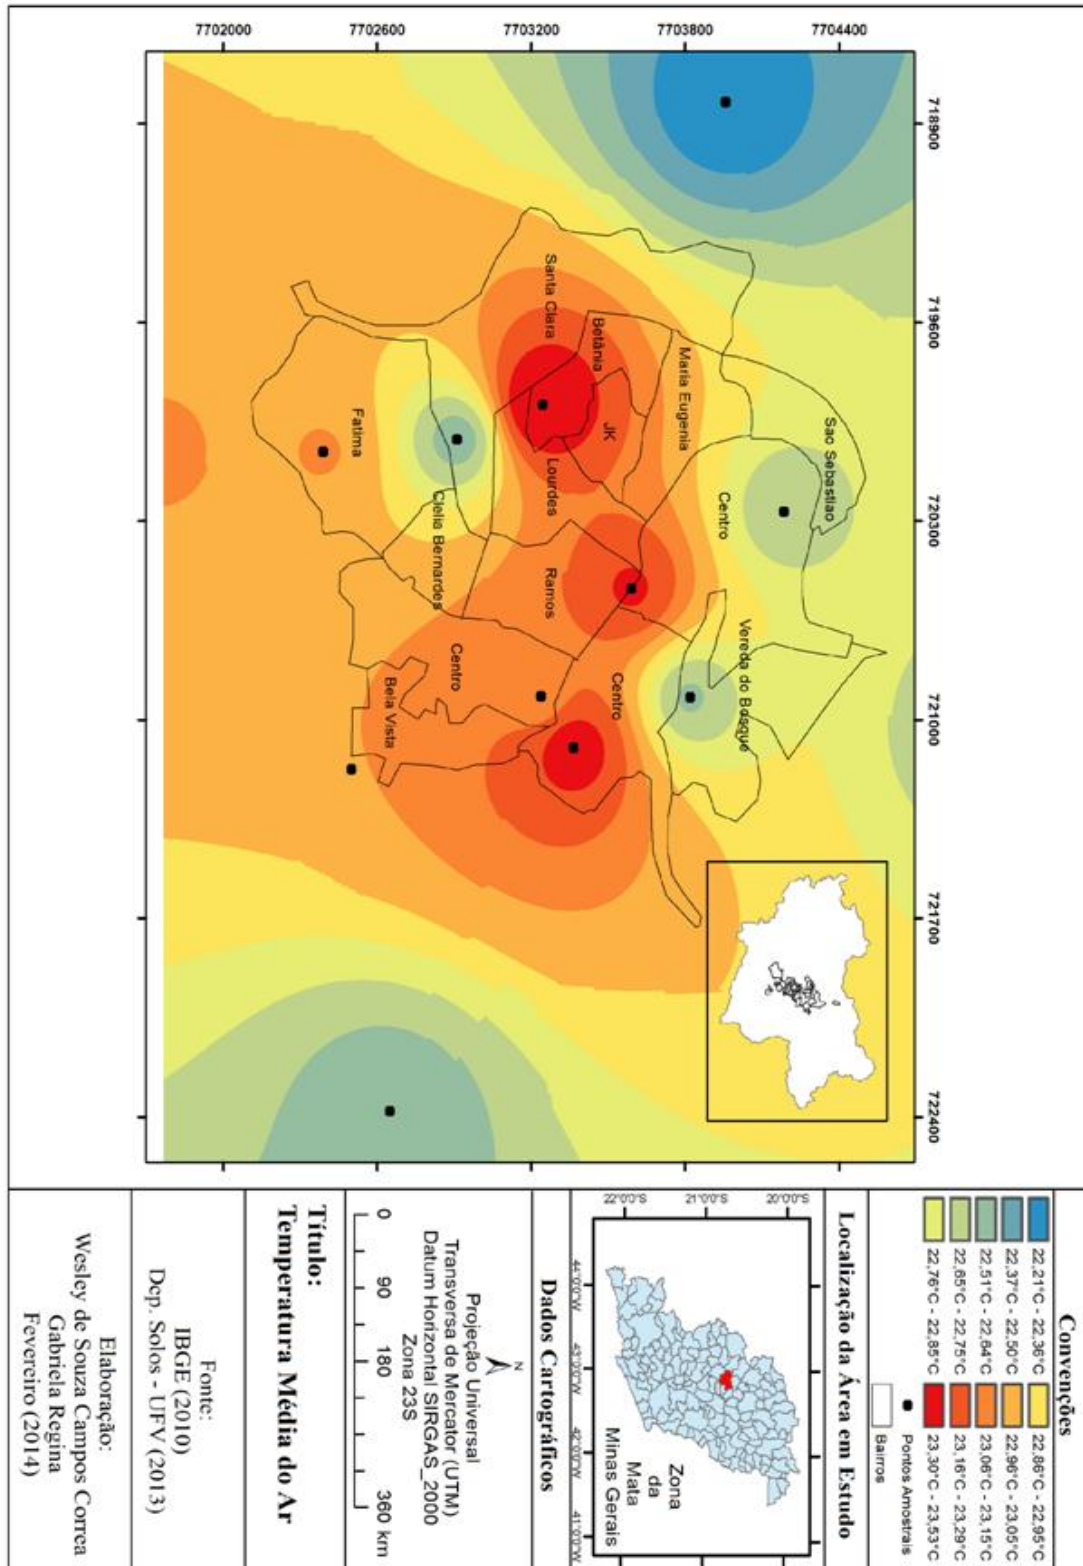 7702000
7702600
7703200
7703800
7704400
718900
719600
720300
721000
721700
722400
Santa Clara
Betânia
JK
Maria Eugenia
Sao Sebastiao
Lourdes
Centro
Fatima
Clelia Bernardes
Ramos
Vereda do Bosque
Centro
Centro
Bela Vista
Convenções
22,21°C - 22,36°C
22,37°C - 22,50°C
22,51°C - 22,84°C
22,65°C - 22,75°C
22,76°C - 22,85°C
22,86°C - 22,95°C
22,96°C - 23,05°C
23,06°C - 23,15°C
23,16°C - 23,29°C
23,30°C - 23,53°C
Pontos Amostrais
Bairros
Localização da Área em Estudo
20°0'0"S
21°0'0"S
22°0'0"S
44°0'0"W
43°0'0"W
42°0'0"W
41°0'0"W
Zona
da
Mata
Minas Gerais
Dados Cartográficos
N
Projeção Universal
Transversa de Mercator (UTM)
Datum Horizontal SIRGAS_2000
Zona 23S
0 90 180 360 km
Título:
Temperatura Média do Ar
Fonte:
IBGE (2010)
Dep. Solos - UFV (2013)
Elaboração:
Wesley de Souza Campos Correa
Gabriela Regina
Fevereiro (2014)